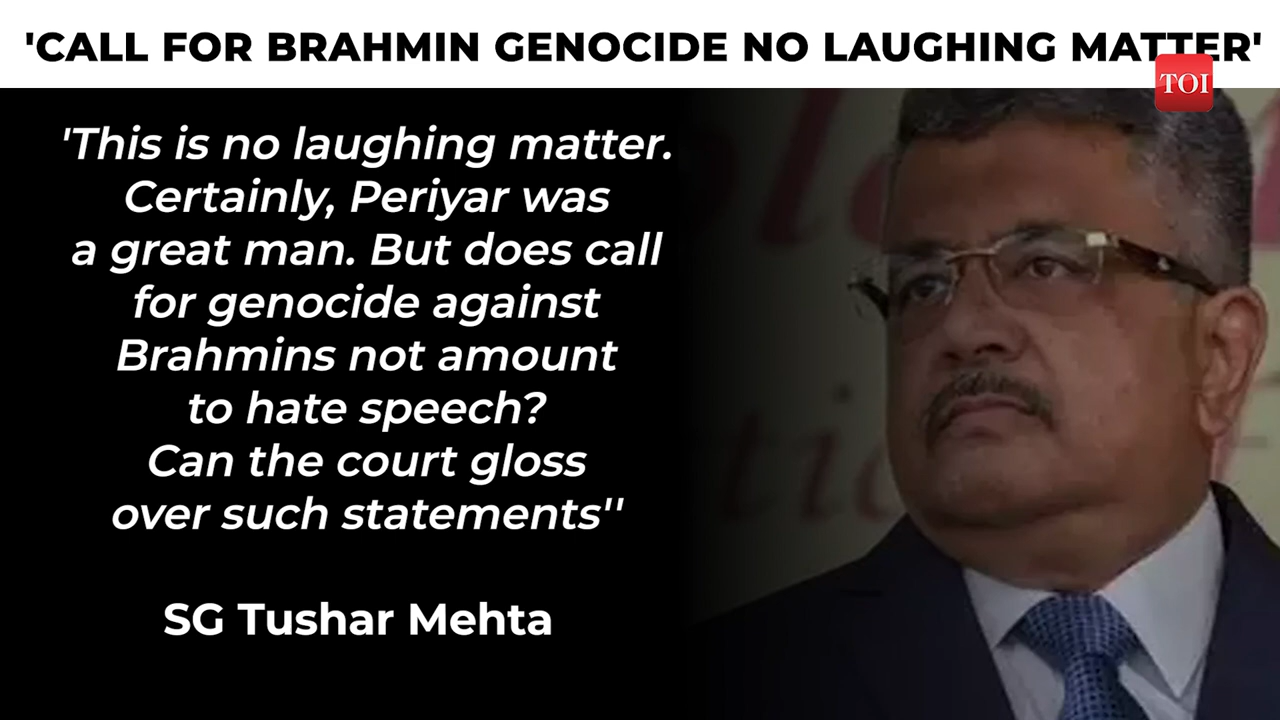 'CALL FOR BRAHMIN GENOCIDE NO LAUGHING MATTER'
TOI
'This is no laughing matter.
Certainly, Periyar was
a great man. But does call
for genocide against
Brahmins not amount
to hate speech?
Can the court gloss
over such statements''
SG Tushar Mehta